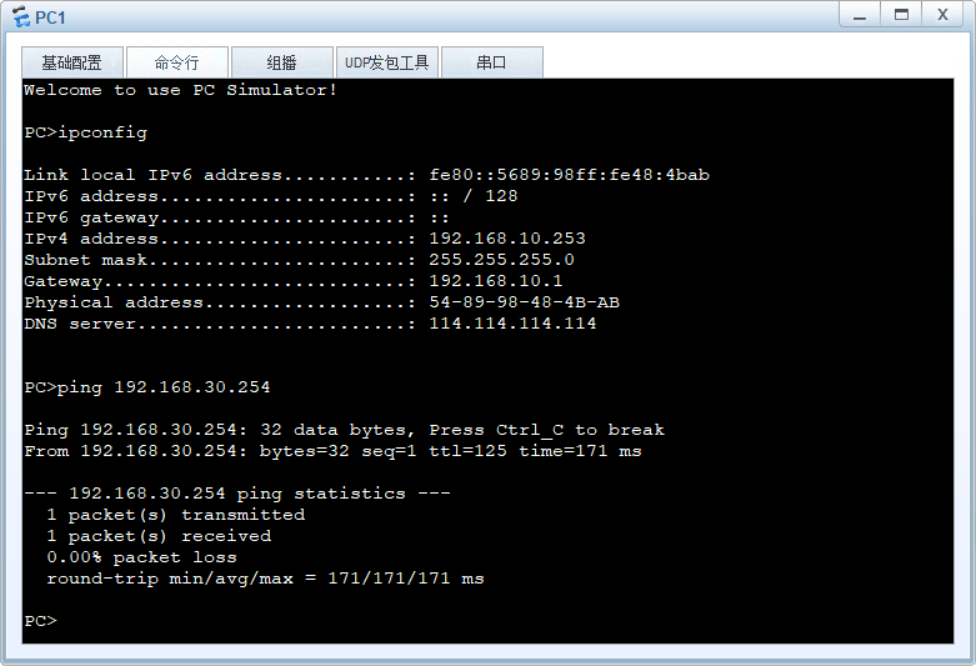 PC1
基础配置 命令行 组播 UDP发包工具 串口
Welcome to use PC Simulator!
PC>ipconfig
Link local IPv6 address...........: fe80::5689:98ff:fe48:4bab
IPv6 address......................: :: / 128
IPv6 gateway......................: ::
IPv4 address......................: 192.168.10.253
Subnet mask.......................: 255.255.255.0
Gateway...........................: 192.168.10.1
Physical address..................: 54-89-98-48-4B-AB
DNS server........................: 114.114.114.114
PC>ping 192.168.30.254
Ping 192.168.30.254: 32 data bytes, Press Ctrl_C to break
From 192.168.30.254: bytes=32 seq=1 ttl=125 time=171 ms
--- 192.168.30.254 ping statistics ---
1 packet(s) transmitted
1 packet(s) received
0.00% packet loss
round-trip min/avg/max = 171/171/171 ms
PC>